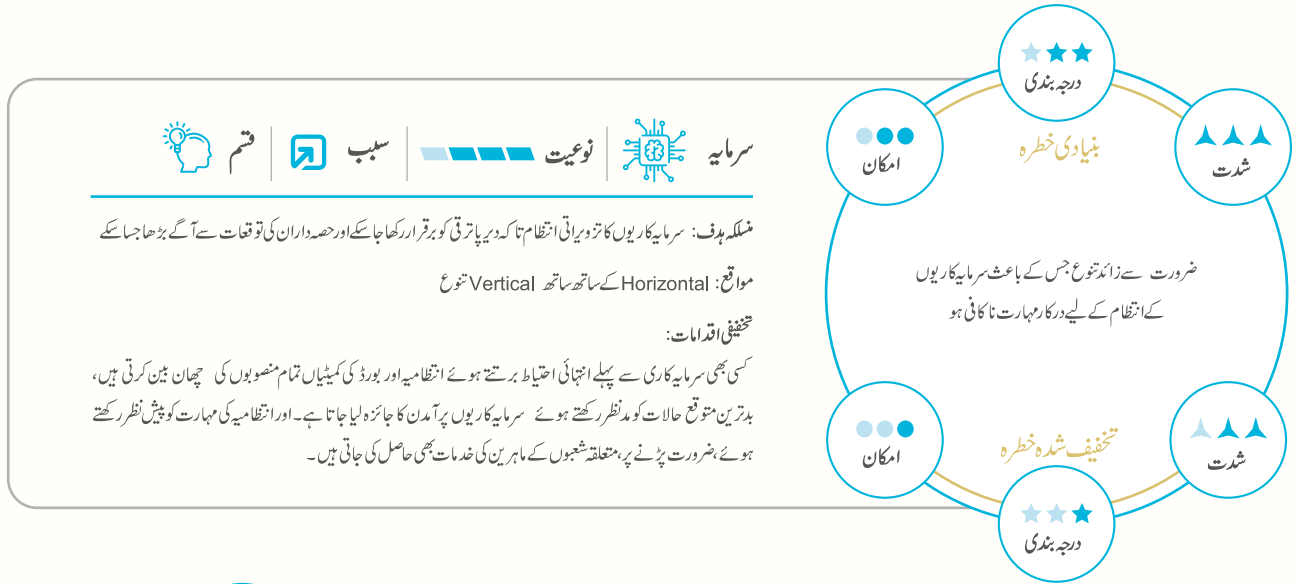 درجہ بندی
امکان
بنیادی خطرہ
شدت
سرمایہ
نوعیت
سبب
قسم
منسلکہ ہدف: سرمایہ کاریوں کا تزویراتی انتظام تاکہ دیرپا ترقی کو برقرار رکھا جاسکے اور حصہ داران کی توقعات سے آگے بڑھا جساسکے
مواقع: Horizontal کے ساتھ ساتھ Vertical تنوع
تخفیفی اقدامات:
کسی بھی سرمایہ کاری سے پہلے انتہائی احتیاط برتتے ہوئے انتظامیہ اور بورڈ کی کمیٹیاں تمام منصوبوں کی چھان بین کرتی ہیں،
بدترین متوقع حالات کو مدنظر رکھتے ہوئے سرمایہ کاریوں پر آمدن کا جائزہ لیا جاتا ہے۔ اور انتظامیہ کی مہارت کو پیش نظر رکھتے
ہوئے، ضرورت پڑنے پر، متعلقہ شعبوں کے ماہرین کی خدمات بھی حاصل کی جاتی ہیں۔
ضرورت سے زائد تنوع جس کے باعث سرمایہ کاریوں
کے انتظام کے لیے درکار مہارت ناکافی ہو
شدت
تخفیف شدہ خطرہ
امکان
درجہ بندی